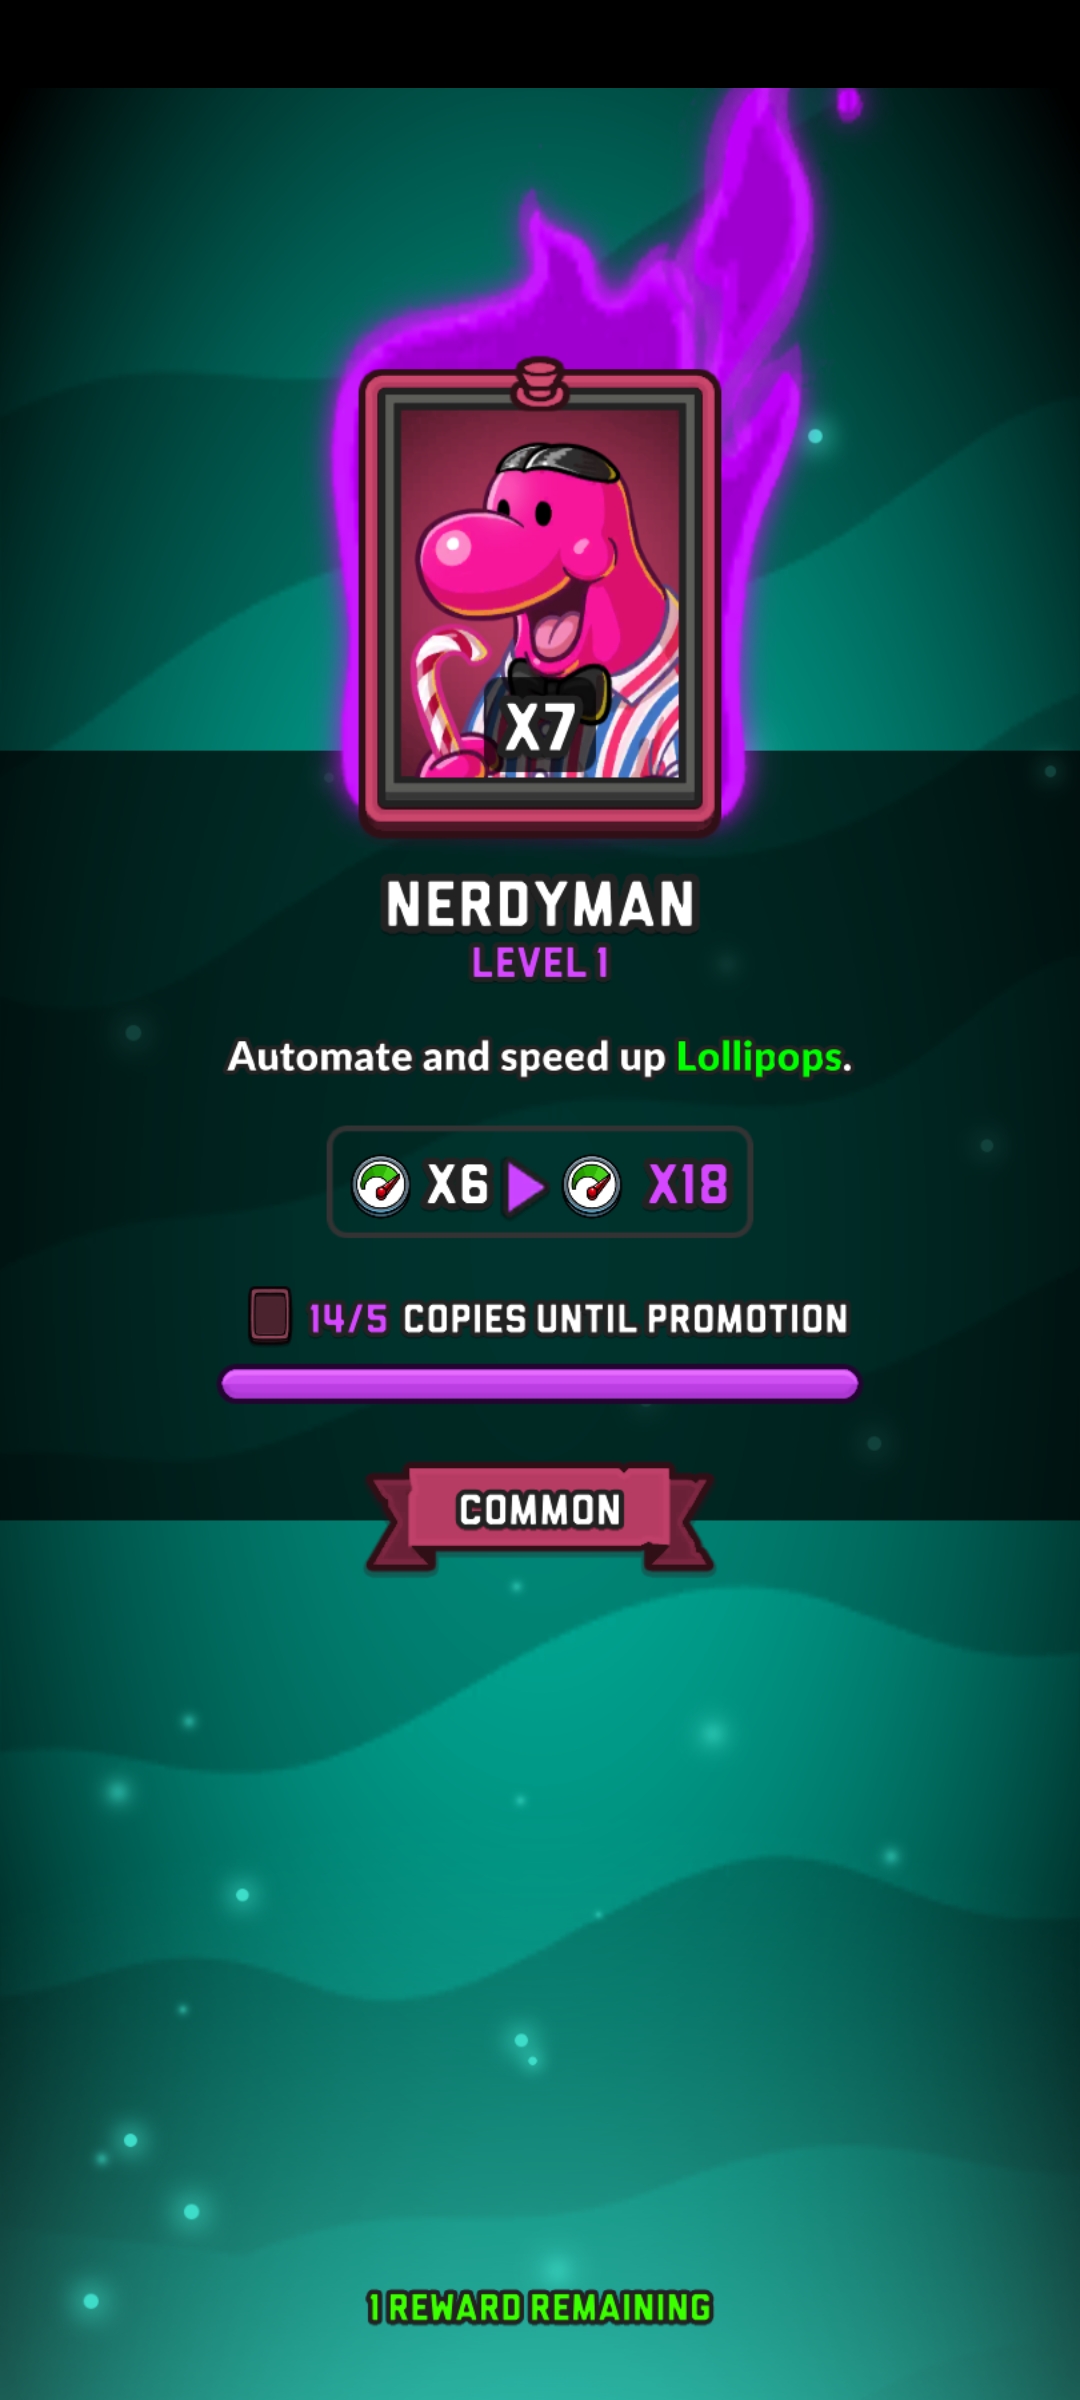 X7
NERDYMAN
LEVEL 1
Automate and speed up Lollipops.
X6 X18
14/5 COPIES UNTIL PROMOTION
COMMON
1 REWARD REMAINING